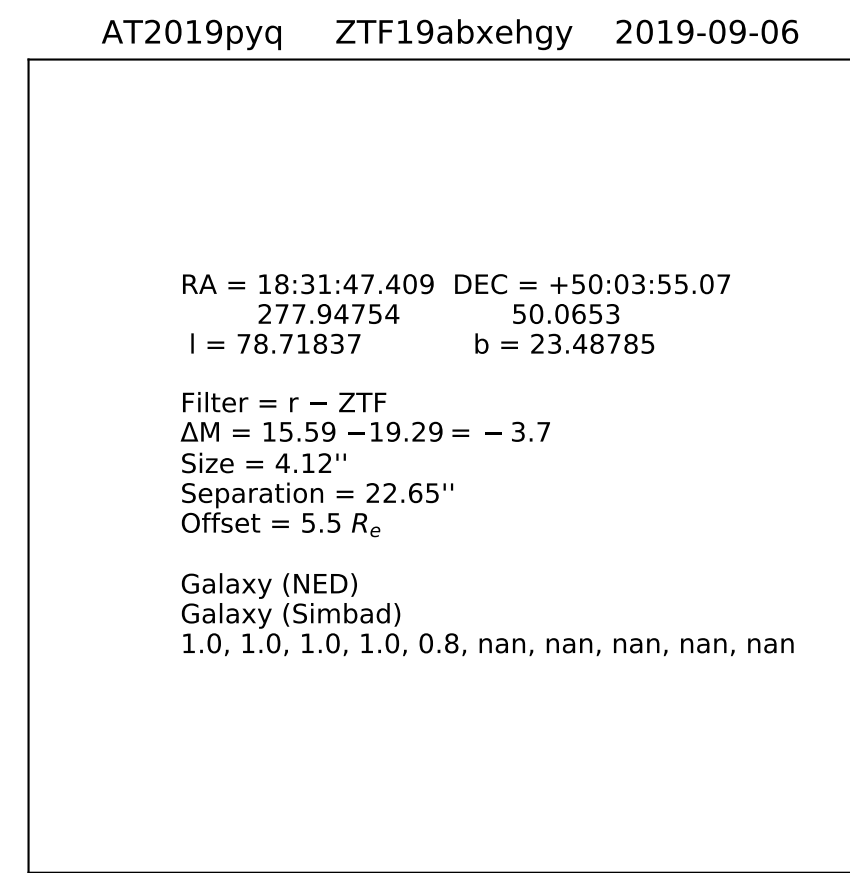 AT2019pyq ZTF19abxehgy 2019-09-06
RA = 18:31:47.409 DEC = +50:03:55.07
277.94754 50.0653
l = 78.71837 b = 23.48785
Filter = r − ZTF
ΔM = 15.59 −19.29 = − 3.7
Size = 4.12''
Separation = 22.65''
Offset = 5.5 Re
Galaxy (NED)
Galaxy (Simbad)
1.0, 1.0, 1.0, 1.0, 0.8, nan, nan, nan, nan, nan